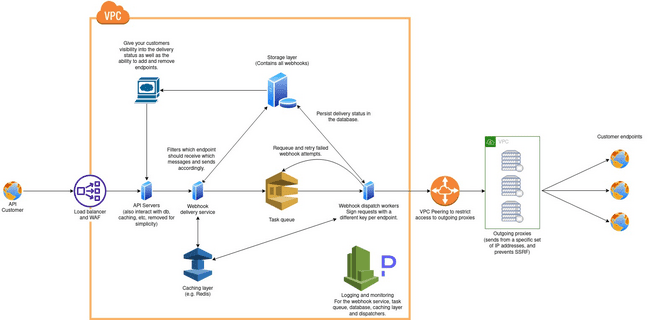 VPC
Give your customers
visibility into the delivery
status as well as the
ability to add and remove
endpoints.
Storage layer
(Contains all webhooks)
Persist delivery status in
the database.
Filters which endpoint
should receive which
messages and sends
accordingly.
Requeue and retry failed
webhook attempts.
VPC
Customer endpoints
API
Customer
Load balancer
and WAF
API Servers
(also interact with db,
caching, etc, removed for
simplicity)
Webhook
delivery service
Task queue
Webhook dispatch workers
Sign requests with a
different key per endpoint.
VPC Peering to restrict
access to outgoing proxies
Outgoing proxies
(sends from a specific set
of IP addresses, and
prevents SSRF)
Caching layer
(e.g. Redis)
P
Logging and monitoring
For the webhook service, task
queue, database, caching layer
and dispatchers.